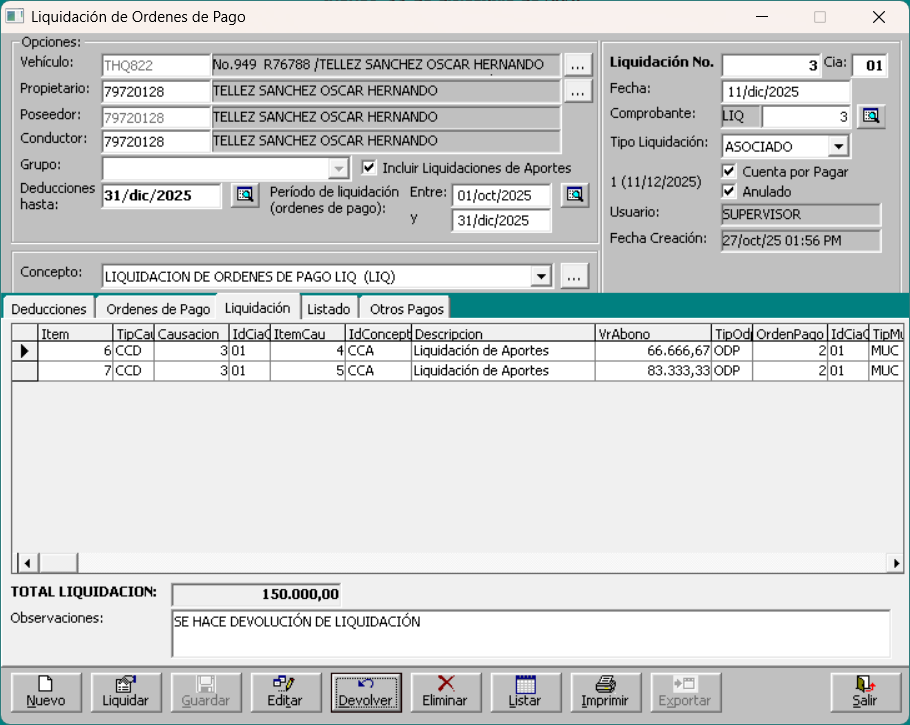 Liquidación de Ordenes de Pago
Opciones:
Vehículo: THQ822 No.949 R76788 /TELLEZ SANCHEZ OSCAR HERNANDO ...
Propietario: 79720128 TELLEZ SANCHEZ OSCAR HERNANDO ...
Poseedor: 79720128 TELLEZ SANCHEZ OSCAR HERNANDO
Conductor: 79720128 TELLEZ SANCHEZ OSCAR HERNANDO
Grupo: Incluir Liquidaciones de Aportes
Deducciones hasta: 31/dic/2025 Período de liquidación (ordenes de pago): Entre: 01/oct/2025
y 31/dic/2025
Liquidación No. 3 Cia: 01
Fecha: 11/dic/2025
Comprobante: LIQ 3
Tipo Liquidación: ASOCIADO
1 (11/12/2025) Cuenta por Pagar
Anulado
Usuario: SUPERVISOR
Fecha Creación: 27/oct/25 01:56 PM
Concepto: LIQUIDACION DE ORDENES DE PAGO LIQ (LIQ) ...
Deducciones Ordenes de Pago Liquidación Listado Otros Pagos
Item TipCau Causacion IdCiaC ItemCau IdConcept Descripcion VrAbono TipOdp OrdenPago IdCiaC TipMu
6 CCD 3 01 4 CCA Liquidación de Aportes 66.666,67 ODP 2 01 MUC
7 CCD 3 01 5 CCA Liquidación de Aportes 83.333,33 ODP 2 01 MUC
TOTAL LIQUIDACION: 150.000,00
Observaciones: SE HACE DEVOLUCIÓN DE LIQUIDACIÓN
Nuevo Liquidar Guardar Editar Devolver Eliminar Listar Imprimir Exportar Salir